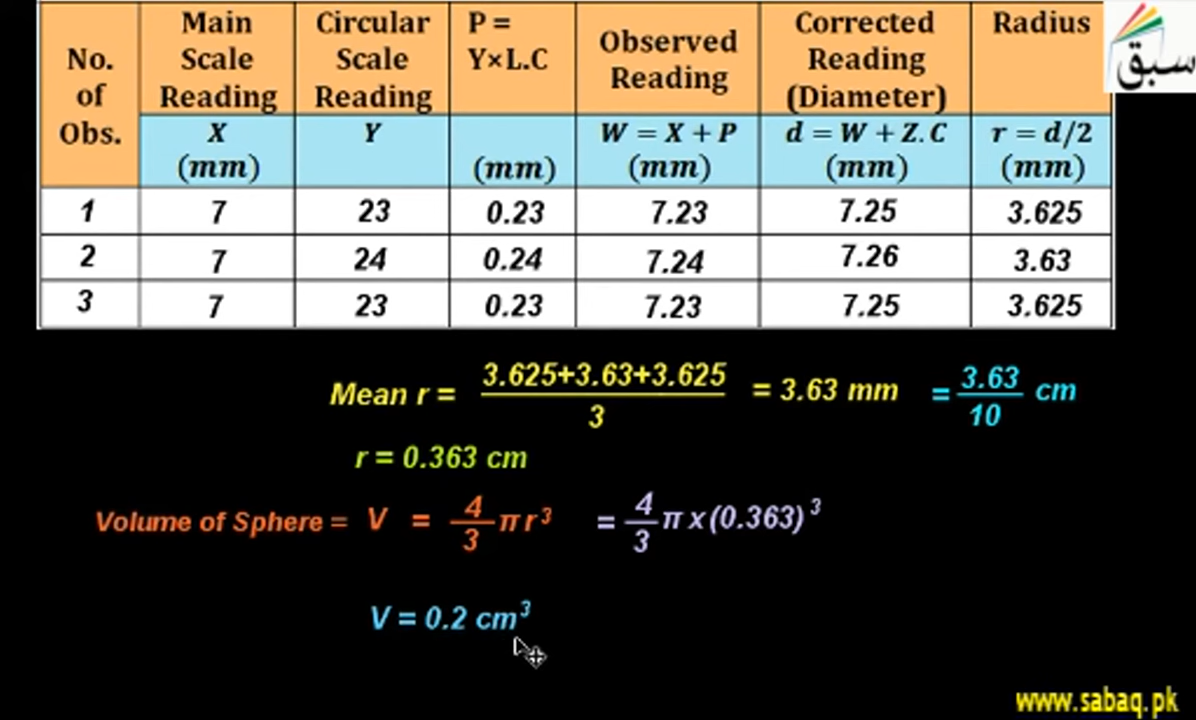 No. of Obs. | Main Scale Reading | Circular Scale Reading | P = Y×L.C | Observed Reading | Corrected Reading (Diameter) | Radius
X (mm) | Y | (mm) | W = X + P (mm) | d = W + Z.C (mm) | r = d/2 (mm)
1 | 7 | 23 | 0.23 | 7.23 | 7.25 | 3.625
2 | 7 | 24 | 0.24 | 7.24 | 7.26 | 3.63
3 | 7 | 23 | 0.23 | 7.23 | 7.25 | 3.625
سبق
Mean r = (3.625+3.63+3.625)/3 = 3.63 mm = 3.63/10 cm
r = 0.363 cm
Volume of Sphere = V = 4/3 π r³ = 4/3 π x (0.363)³
V = 0.2 cm³
www.sabaq.pk